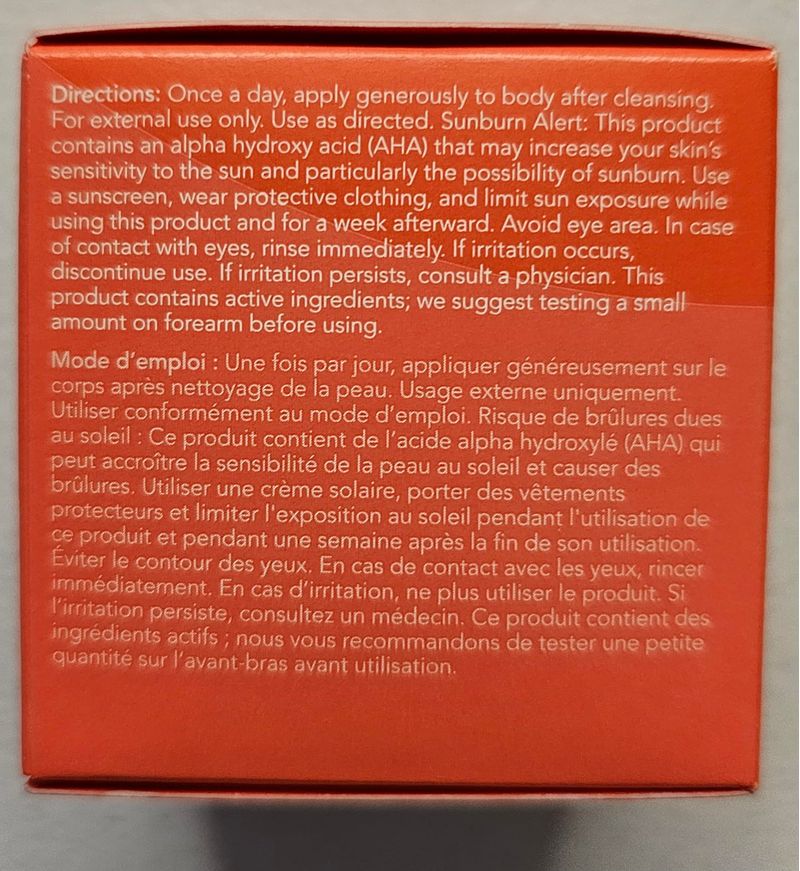 Directions: Once a day, apply generously to body after cleansing.
For external use only. Use as directed. Sunburn Alert: This product
contains an alpha hydroxy acid (AHA) that may increase your skin's
sensitivity to the sun and particularly the possibility of sunburn. Use
a sunscreen, wear protective clothing, and limit sun exposure while
using this product and for a week afterward. Avoid eye area. In case
of contact with eyes, rinse immediately. If irritation occurs,
discontinue use. If irritation persists, consult a physician. This
product contains active ingredients; we suggest testing a small
amount on forearm before using.
Mode d'emploi : Une fois par jour, appliquer généreusement sur le
corps après nettoyage de la peau. Usage externe uniquement.
Utiliser conformément au mode d'emploi. Risque de brûlures dues
au soleil : Ce produit contient de l'acide alpha hydroxylé (AHA) qui
peut accroître la sensibilité de la peau au soleil et causer des
brûlures. Utiliser une crème solaire, porter des vêtements
protecteurs et limiter l'exposition au soleil pendant l'utilisation de
ce produit et pendant une semaine après la fin de son utilisation.
Éviter le contour des yeux. En cas de contact avec les yeux, rincer
immédiatement. En cas d'irritation, ne plus utiliser le produit. Si
l'irritation persiste, consultez un médecin. Ce produit contient des
ingrédients actifs ; nous vous recommandons de tester une petite
quantité sur l'avant-bras avant utilisation.